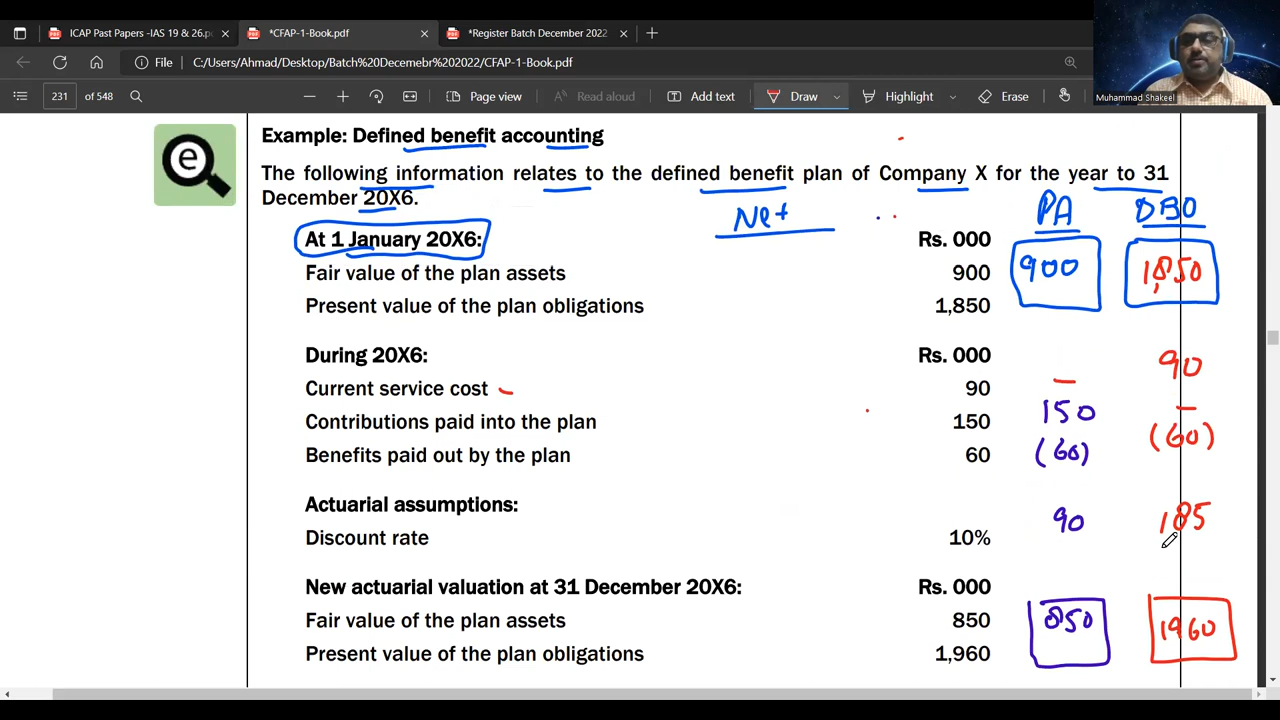 ICAP Past Papers -IAS 19 & 26.p
*CFAP-1-Book.pdf
*Register Batch December 2022
File C:/Users/Ahmad/Desktop/Batch Decemebr%202022/CFAP-1-Book.pdf
231 of 548 Page view Read aloud Add text Draw Highlight Erase
Muhammad Shakeel
e
Example: Defined benefit accounting
The following information relates to the defined benefit plan of Company X for the year to 31
December 20X6.
Net PA DBO
At 1 January 20X6: Rs. 000
Fair value of the plan assets 900 900 1,850
Present value of the plan obligations 1,850
During 20X6: Rs. 000
Current service cost 90 – 90
Contributions paid into the plan 150 150 –
Benefits paid out by the plan 60 (60) (60)
Actuarial assumptions:
Discount rate 10% 90 185
New actuarial valuation at 31 December 20X6: Rs. 000
Fair value of the plan assets 850 850 1960
Present value of the plan obligations 1,960